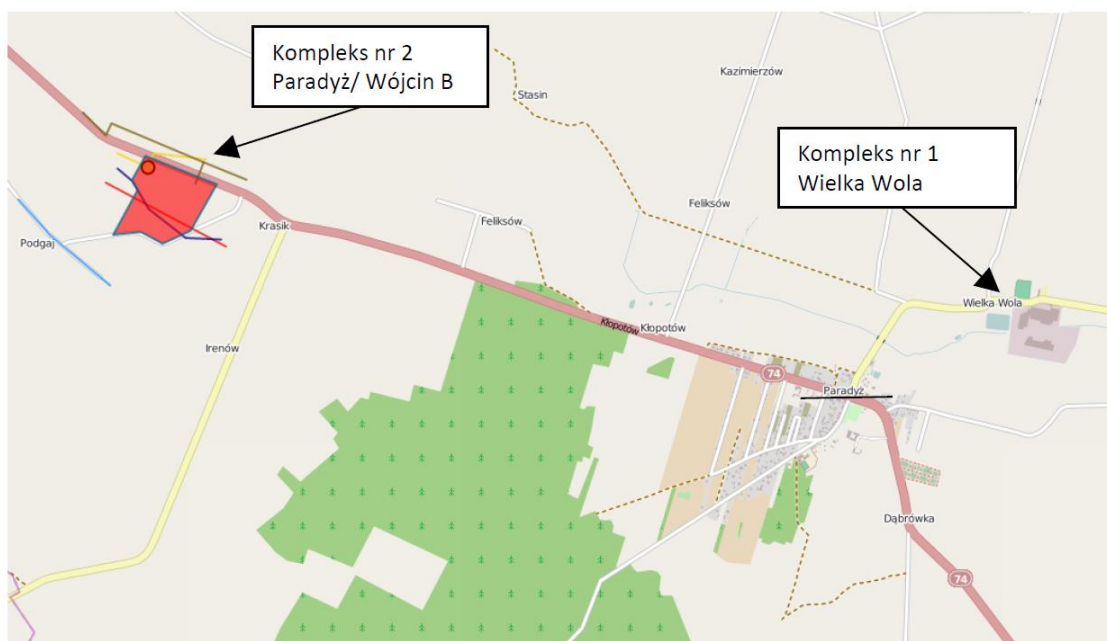 Kompleks nr 2
Paradyż/ Wójcin B
Kazimierzów
Stasin
Kompleks nr 1
Wielka Wola
Feliksów
Feliksów
Krasik
Podgaj
Wielka Wola
Kłopotów Kłopotów
Irenów
74
Paradyż
Dąbrówka
74